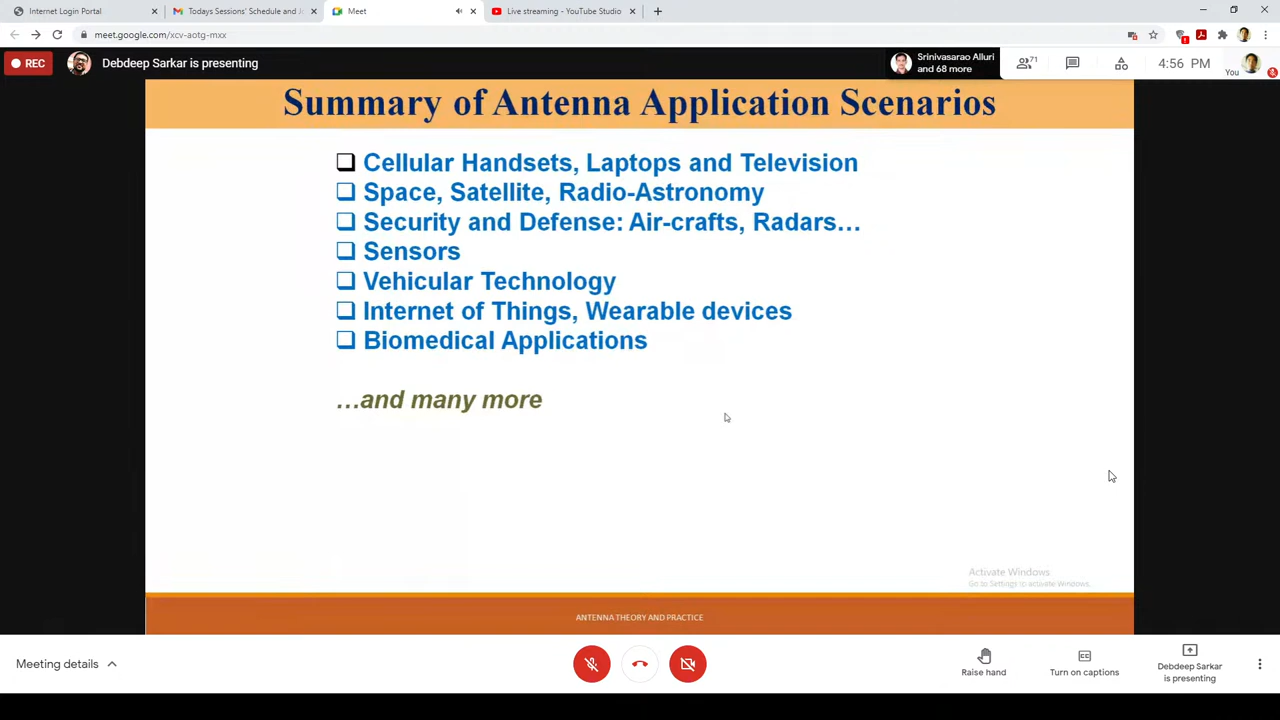 Internet Login Portal
Todays Sessions' Schedule and Jo
Meet
Live streaming - YouTube Studio
meet.google.com/xcv-aotg-mxx
REC
Debdeep Sarkar is presenting
Srinivasarao Alluri
and 68 more
71
You
4:56 PM
Summary of Antenna Application Scenarios
Cellular Handsets, Laptops and Television
Space, Satellite, Radio-Astronomy
Security and Defense: Air-crafts, Radars…
Sensors
Vehicular Technology
Internet of Things, Wearable devices
Biomedical Applications
…and many more
Activate Windows
Go to Settings to activate Windows.
ANTENNA THEORY AND PRACTICE
Meeting details
Raise hand
CC
Turn on captions
Debdeep Sarkar
is presenting